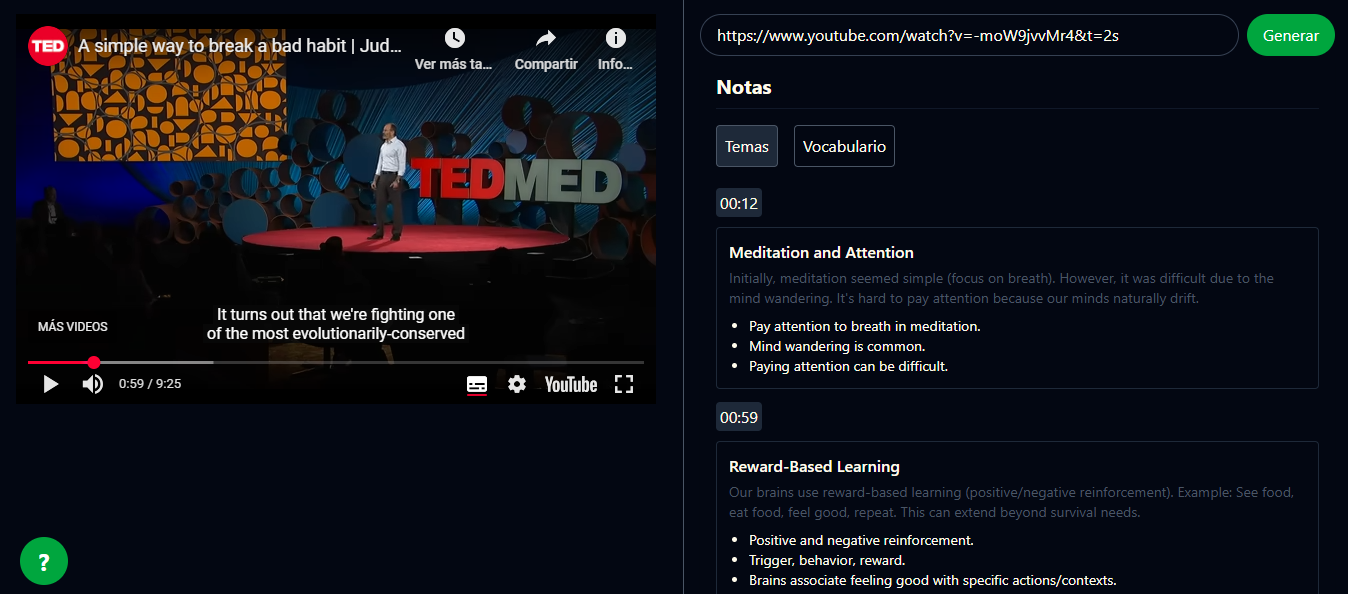 TED
A simple way to break a bad habit | Jud...
Ver más ta...
Compartir
Info...
TEDMED
It turns out that we're fighting one
of the most evolutionarily-conserved
MÁS VIDEOS
0:59 / 9:25
YouTube
?
https://www.youtube.com/watch?v=-moW9jvvMr4&t=2s
Generar
Notas
Temas
Vocabulario
00:12
Meditation and Attention
Initially, meditation seemed simple (focus on breath). However, it was difficult due to the
mind wandering. It's hard to pay attention because our minds naturally drift.
• Pay attention to breath in meditation.
• Mind wandering is common.
• Paying attention can be difficult.
00:59
Reward-Based Learning
Our brains use reward-based learning (positive/negative reinforcement). Example: See food,
eat food, feel good, repeat. This can extend beyond survival needs.
• Positive and negative reinforcement.
• Trigger, behavior, reward.
• Brains associate feeling good with specific actions/contexts.